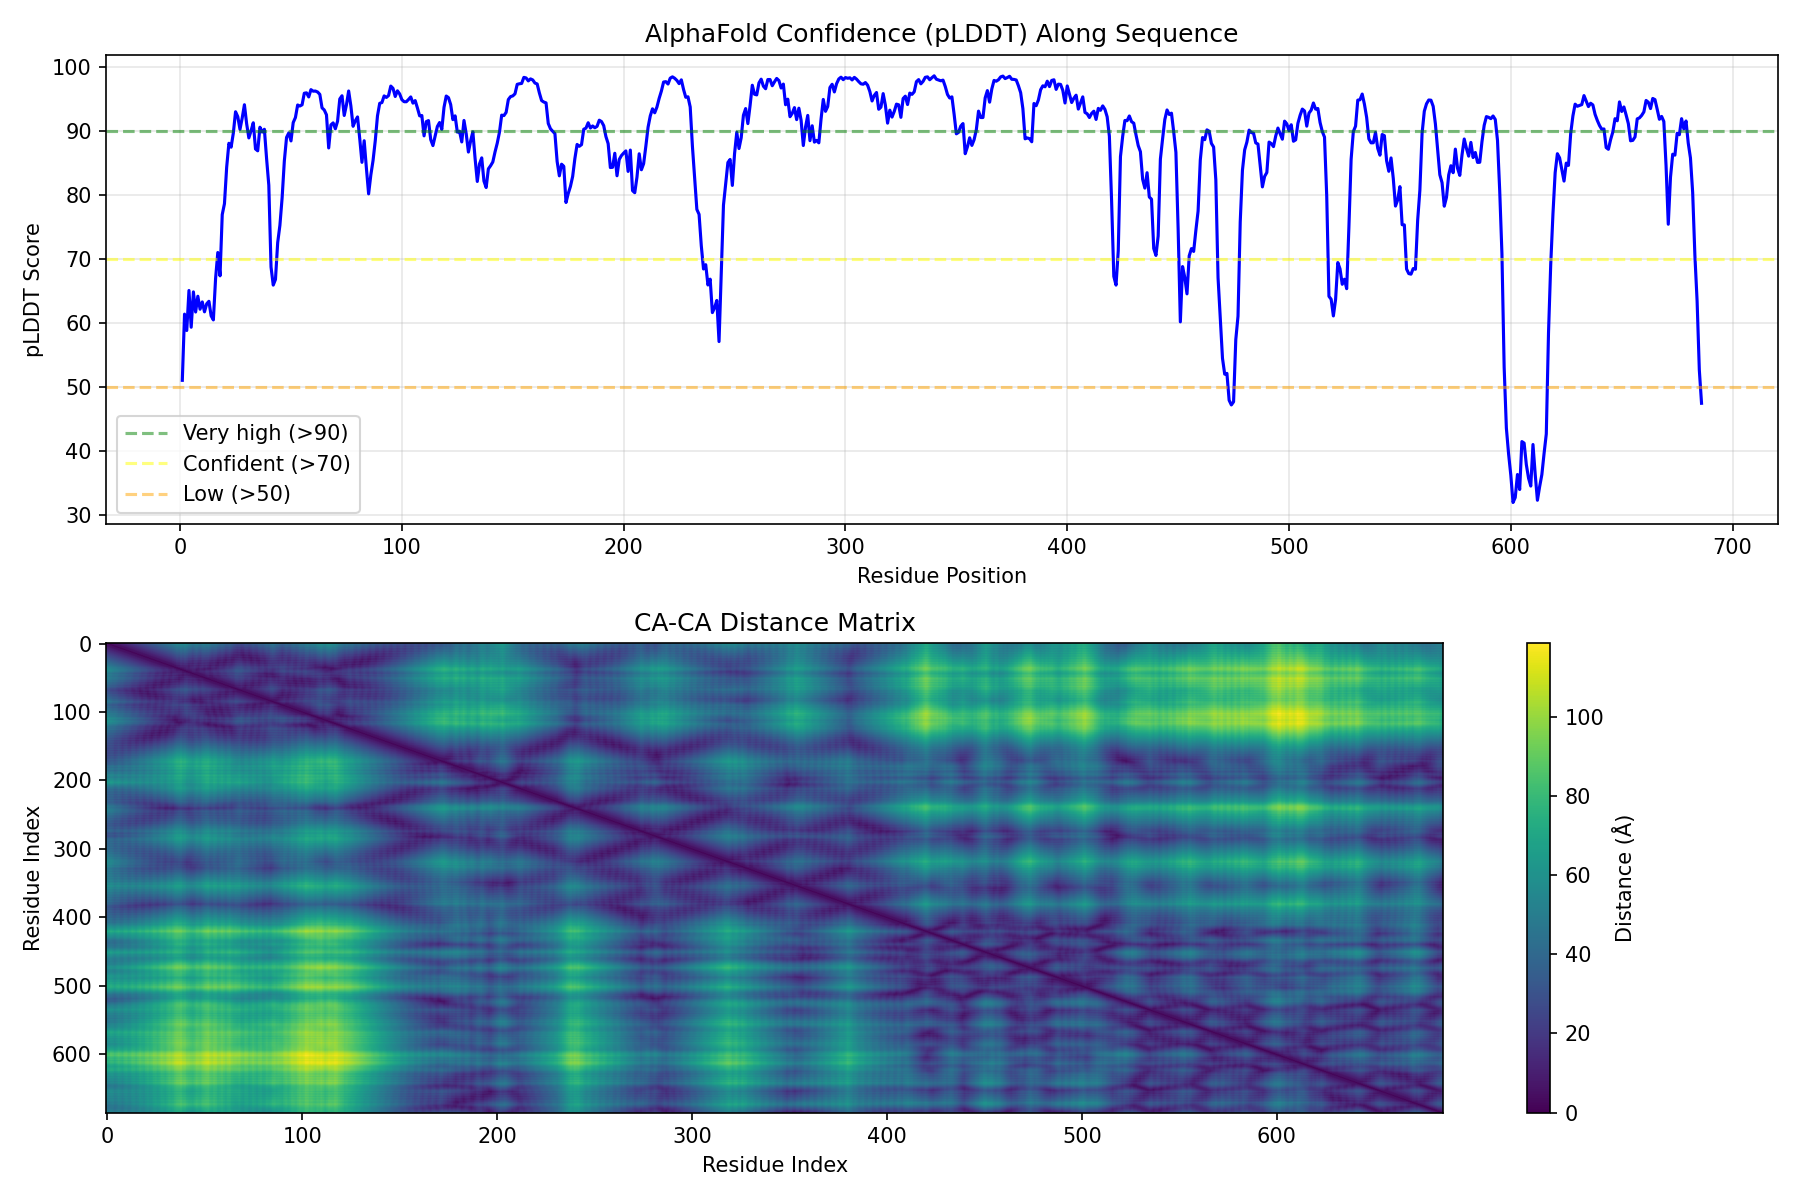 AlphaFold Confidence (pLDDT) Along Sequence
100
90
80
70
60
50
40
30
pLDDT Score
Very high (>90)
Confident (>70)
Low (>50)
0 100 200 300 400 500 600 700
Residue Position
CA-CA Distance Matrix
0
100
200
300
400
500
600
Residue Index
0 100 200 300 400 500 600
Residue Index
100
80
60
40
20
0
Distance (Å)